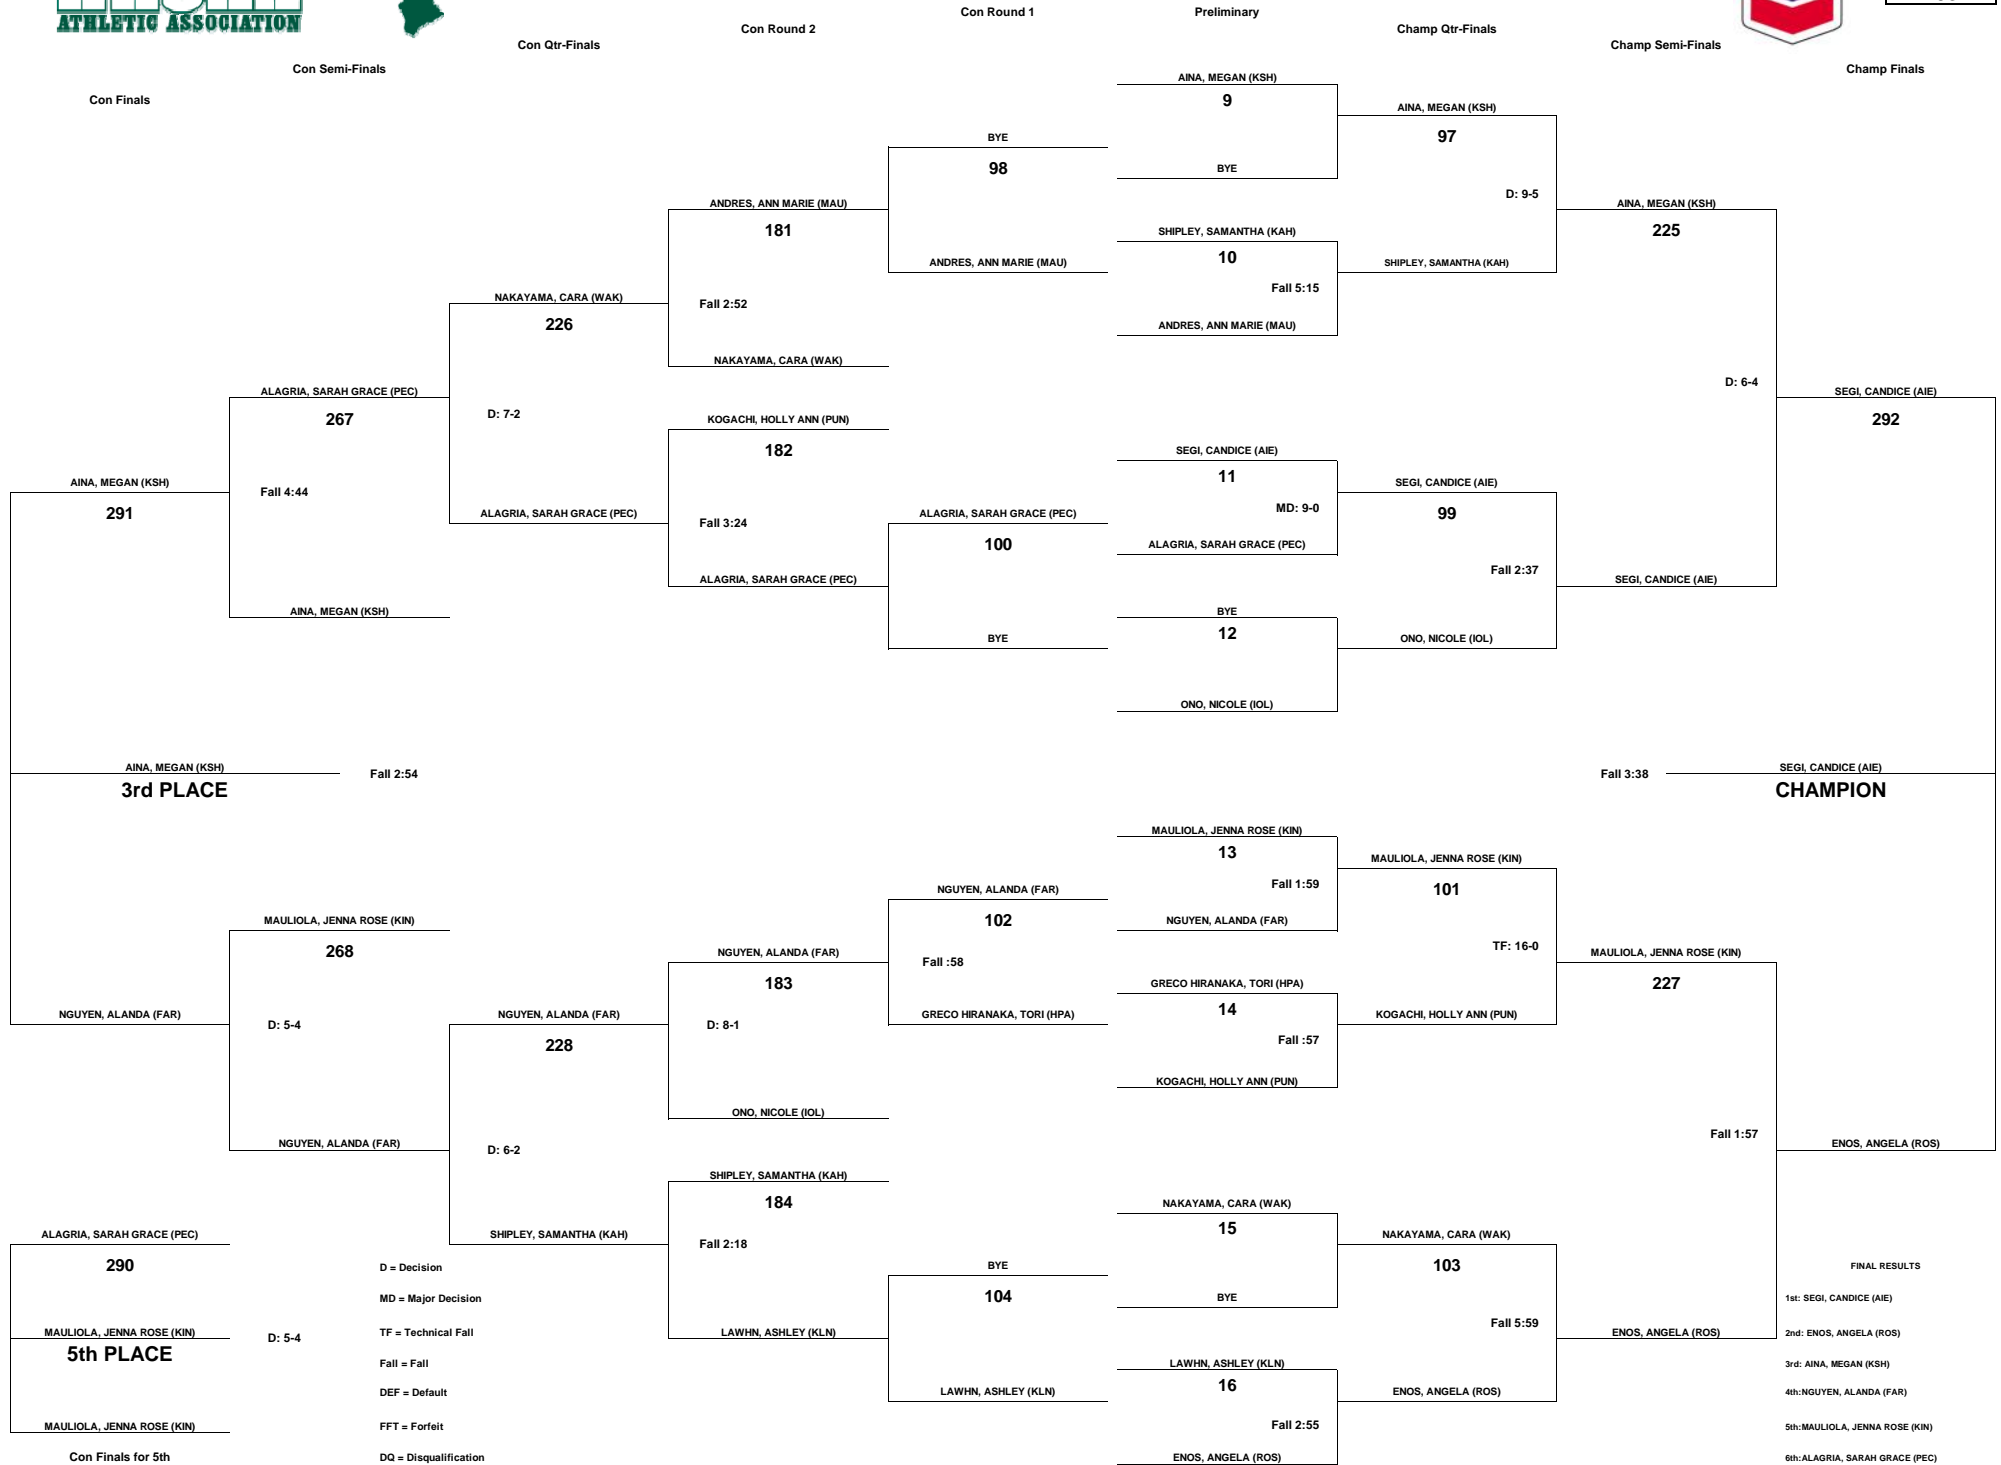 ATHLETIC ASSOCIATION
Con Finals
Con Semi-Finals
Con Qtr-Finals
Con Round 2
Con Round 1
Preliminary
Champ Qtr-Finals
Champ Semi-Finals
Champ Finals
AINA, MEGAN (KSH)
9
BYE
SHIPLEY, SAMANTHA (KAH)
10
Fall 5:15
ANDRES, ANN MARIE (MAU)
SEGI, CANDICE (AIE)
11
MD: 9-0
ALAGRIA, SARAH GRACE (PEC)
BYE
12
ONO, NICOLE (IOL)
MAULIOLA, JENNA ROSE (KIN)
13
Fall 1:59
NGUYEN, ALANDA (FAR)
GRECO HIRANAKA, TORI (HPA)
14
Fall :57
KOGACHI, HOLLY ANN (PUN)
NAKAYAMA, CARA (WAK)
15
BYE
LAWHN, ASHLEY (KLN)
16
Fall 2:55
ENOS, ANGELA (ROS)
AINA, MEGAN (KSH)
97
D: 9-5
SHIPLEY, SAMANTHA (KAH)
SEGI, CANDICE (AIE)
99
Fall 2:37
ONO, NICOLE (IOL)
MAULIOLA, JENNA ROSE (KIN)
101
TF: 16-0
KOGACHI, HOLLY ANN (PUN)
NAKAYAMA, CARA (WAK)
103
Fall 5:59
ENOS, ANGELA (ROS)
AINA, MEGAN (KSH)
225
D: 6-4
SEGI, CANDICE (AIE)
MAULIOLA, JENNA ROSE (KIN)
227
Fall 1:57
ENOS, ANGELA (ROS)
SEGI, CANDICE (AIE)
292
Fall 3:38
SEGI, CANDICE (AIE)
CHAMPION
ENOS, ANGELA (ROS)
BYE
98
ANDRES, ANN MARIE (MAU)
ALAGRIA, SARAH GRACE (PEC)
100
BYE
NGUYEN, ALANDA (FAR)
102
Fall :58
GRECO HIRANAKA, TORI (HPA)
BYE
104
LAWHN, ASHLEY (KLN)
ANDRES, ANN MARIE (MAU)
181
Fall 2:52
NAKAYAMA, CARA (WAK)
KOGACHI, HOLLY ANN (PUN)
182
Fall 3:24
ALAGRIA, SARAH GRACE (PEC)
NGUYEN, ALANDA (FAR)
183
D: 8-1
ONO, NICOLE (IOL)
SHIPLEY, SAMANTHA (KAH)
184
Fall 2:18
LAWHN, ASHLEY (KLN)
NAKAYAMA, CARA (WAK)
226
D: 7-2
ALAGRIA, SARAH GRACE (PEC)
NGUYEN, ALANDA (FAR)
228
D: 6-2
SHIPLEY, SAMANTHA (KAH)
ALAGRIA, SARAH GRACE (PEC)
267
Fall 4:44
AINA, MEGAN (KSH)
MAULIOLA, JENNA ROSE (KIN)
268
D: 5-4
NGUYEN, ALANDA (FAR)
AINA, MEGAN (KSH)
291
AINA, MEGAN (KSH)
3rd PLACE
Fall 2:54
NGUYEN, ALANDA (FAR)
ALAGRIA, SARAH GRACE (PEC)
290
MAULIOLA, JENNA ROSE (KIN)
5th PLACE
D: 5-4
MAULIOLA, JENNA ROSE (KIN)
Con Finals for 5th
D = Decision
MD = Major Decision
TF = Technical Fall
Fall = Fall
DEF = Default
FFT = Forfeit
DQ = Disqualification
FINAL RESULTS
1st: SEGI, CANDICE (AIE)
2nd: ENOS, ANGELA (ROS)
3rd: AINA, MEGAN (KSH)
4th:NGUYEN, ALANDA (FAR)
5th:MAULIOLA, JENNA ROSE (KIN)
6th:ALAGRIA, SARAH GRACE (PEC)